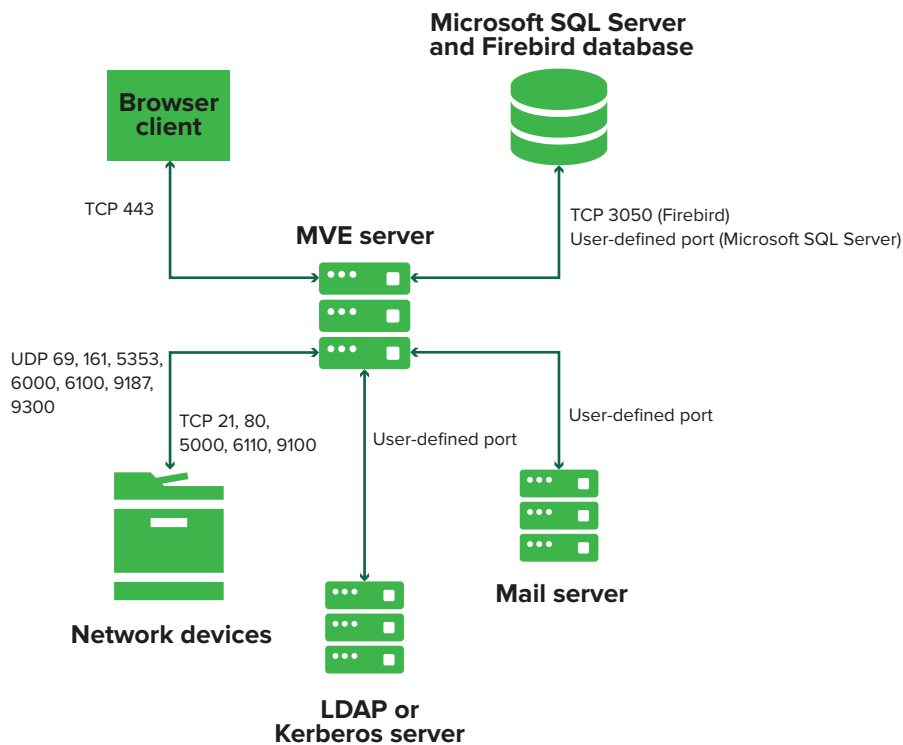 Microsoft SQL Server
and Firebird database
Browser
client
TCP 443
TCP 3050 (Firebird)
User-defined port (Microsoft SQL Server)
MVE server
UDP 69, 161, 5353,
6000, 6100, 9187,
9300
TCP 21, 80,
5000, 6110, 9100
User-defined port
User-defined port
Network devices
Mail server
LDAP or
Kerberos server